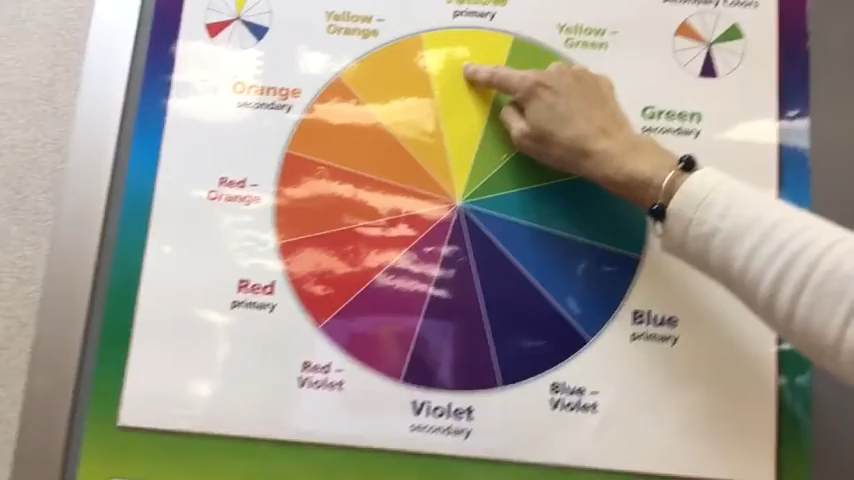 Yellow –
Orange
primary
Yellow –
Green
Orange
secondary
Green
secondary
Red –
Orange
Red
primary
Blue
primary
Red –
Violet
Violet
secondary
Blue –
Violet